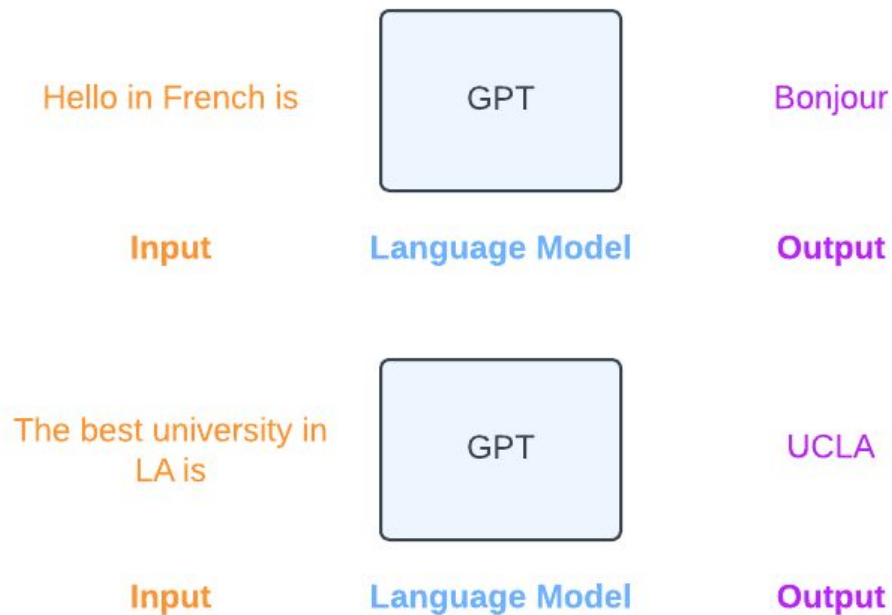 Hello in French is
GPT
Bonjour
Input
Language Model
Output
The best university in
LA is
GPT
UCLA
Input
Language Model
Output